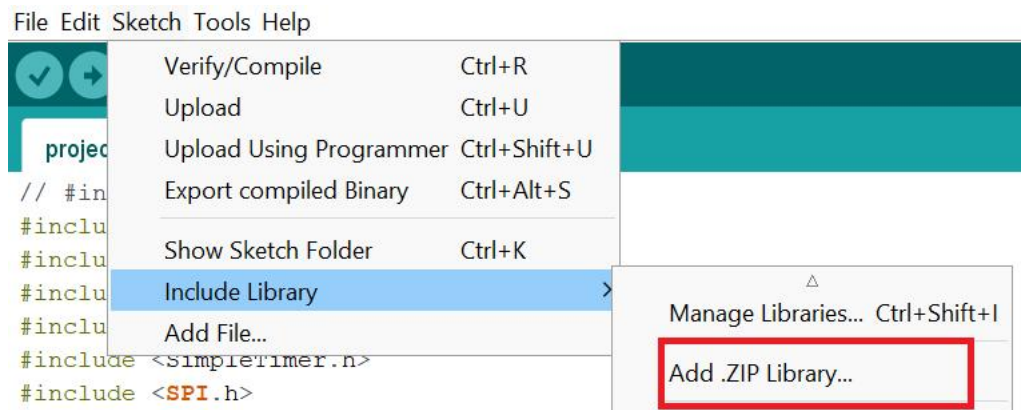 File Edit Sketch Tools Help
Verify/Compile Ctrl+R
Upload Ctrl+U
projec
Upload Using Programmer Ctrl+Shift+U
// #in
Export compiled Binary Ctrl+Alt+S
#inclu
Show Sketch Folder Ctrl+K
#inclu
Include Library
#inclu
Manage Libraries... Ctrl+Shift+I
#inclu
Add File...
#include <SimpleTimer.h>
Add .ZIP Library...
#include <SPI.h>